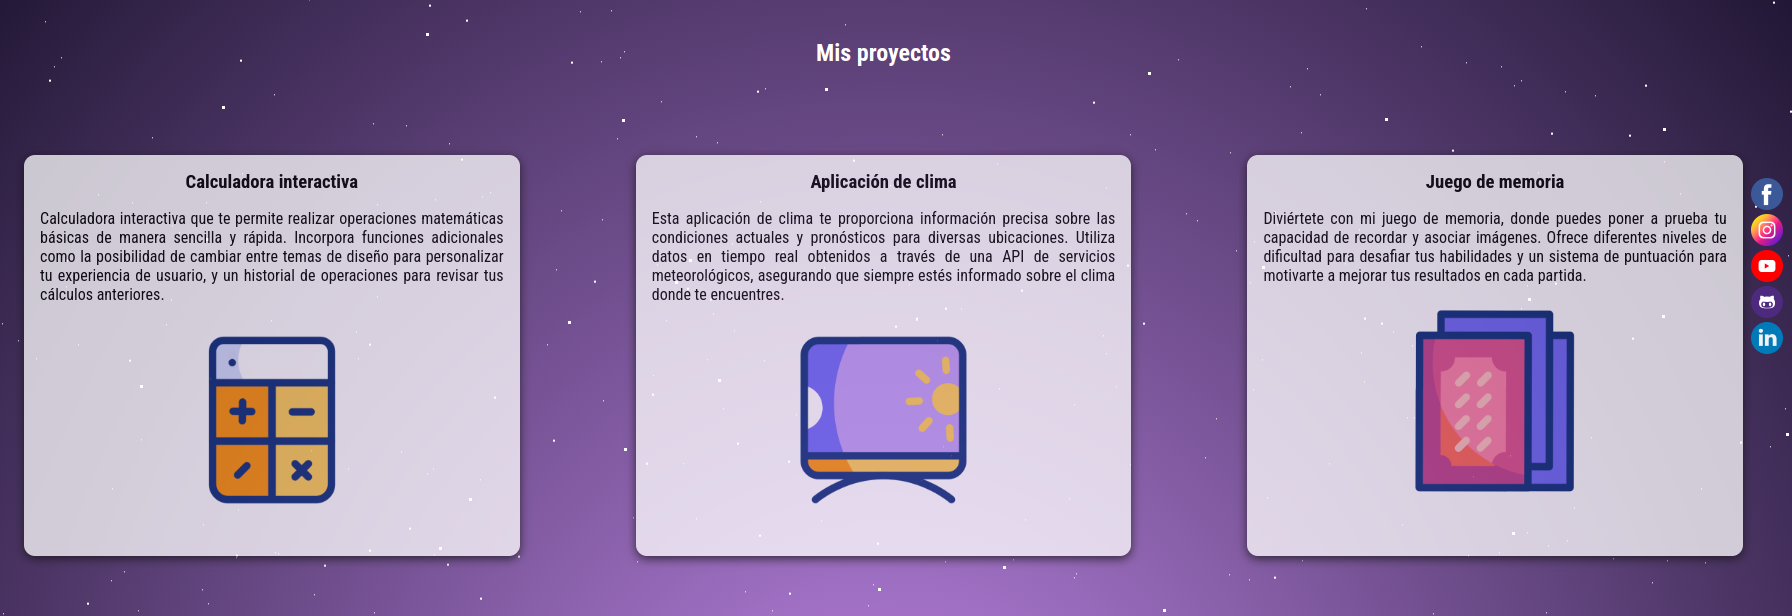 Mis proyectos
Calculadora interactiva
Calculadora interactiva que te permite realizar operaciones matemáticas
básicas de manera sencilla y rápida. Incorpora funciones adicionales
como la posibilidad de cambiar entre temas de diseño para personalizar
tu experiencia de usuario, y un historial de operaciones para revisar tus
cálculos anteriores.
Aplicación de clima
Esta aplicación de clima te proporciona información precisa sobre las
condiciones actuales y pronósticos para diversas ubicaciones. Utiliza
datos en tiempo real obtenidos a través de una API de servicios
meteorológicos, asegurando que siempre estés informado sobre el clima
donde te encuentres.
Juego de memoria
Diviértete con mi juego de memoria, donde puedes poner a prueba tu
capacidad de recordar y asociar imágenes. Ofrece diferentes niveles de
dificultad para desafiar tus habilidades y un sistema de puntuación para
motivarte a mejorar tus resultados en cada partida.
f
in